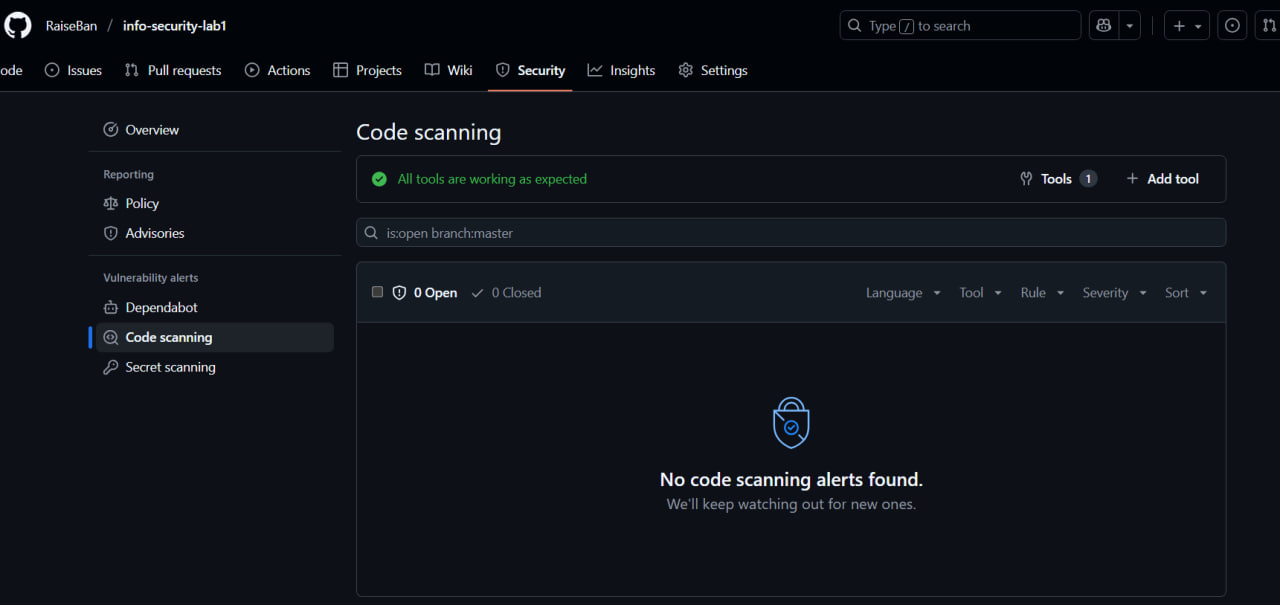 RaiseBan / info-security-lab1
Type / to search
ode Issues Pull requests Actions Projects Wiki Security Insights Settings
Overview
Reporting
Policy
Advisories
Vulnerability alerts
Dependabot
Code scanning
Secret scanning
Code scanning
All tools are working as expected
Tools 1 Add tool
is:open branch:master
0 Open 0 Closed Language Tool Rule Severity Sort
No code scanning alerts found.
We'll keep watching out for new ones.